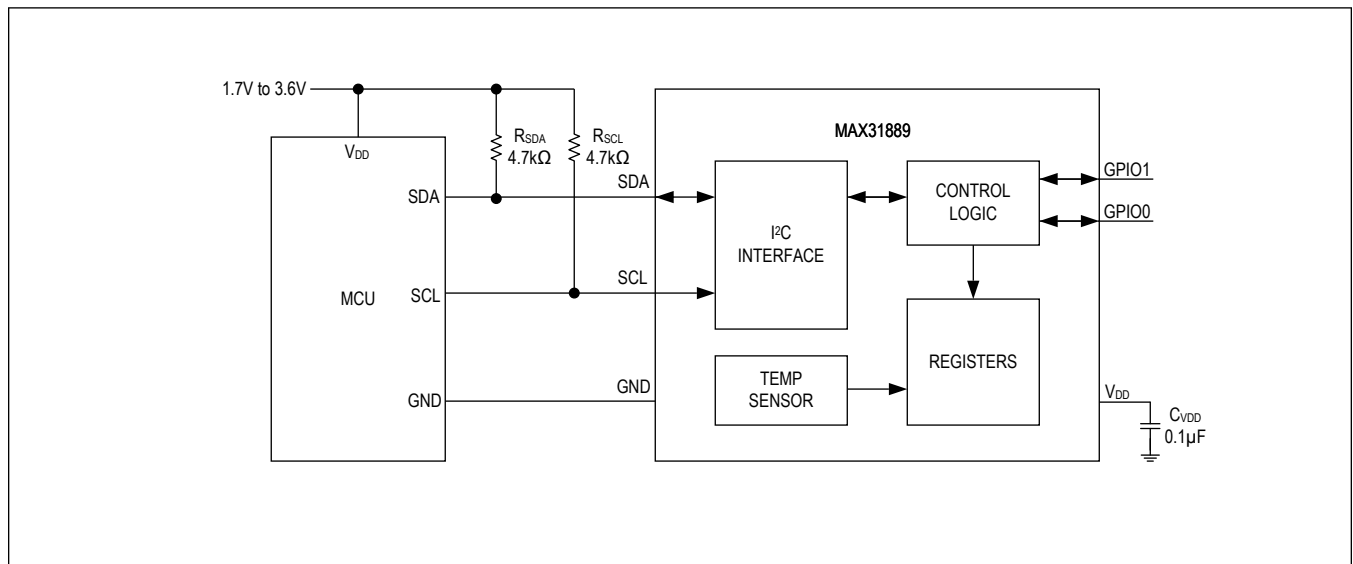 1.7V to 3.6V
MAX31889
VDD
RSDA
4.7kΩ
RSCL
4.7kΩ
SDA
SDA
SCL
SCL
MCU
GND
GND
I²C
INTERFACE
CONTROL
LOGIC
GPIO1
GPIO0
REGISTERS
TEMP
SENSOR
VDD
CVDD
0.1µF